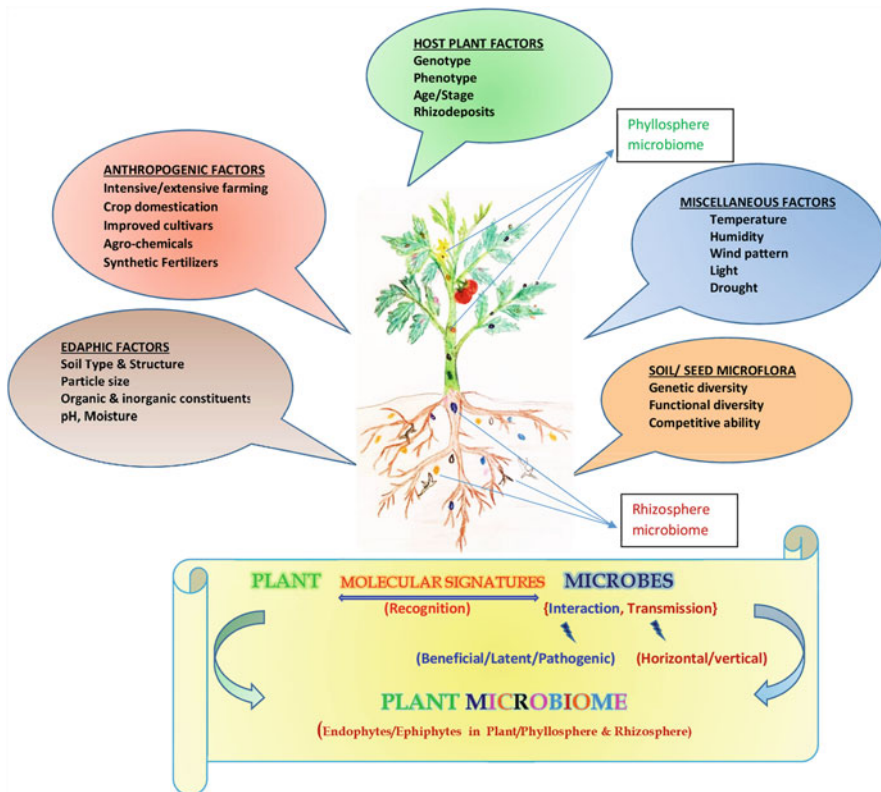 HOST PLANT FACTORS
Genotype
Phenotype
Age/Stage
Rhizodeposits
Phyllosphere
microbiome
ANTHROPOGENIC FACTORS
Intensive/extensive farming
Crop domestication
Improved cultivars
Agro-chemicals
Synthetic Fertilizers
MISCELLANEOUS FACTORS
Temperature
Humidity
Wind pattern
Light
Drought
EDAPHIC FACTORS
Soil Type & Structure
Particle size
Organic & inorganic constituents
pH, Moisture
SOIL/ SEED MICROFLORA
Genetic diversity
Functional diversity
Competitive ability
Rhizosphere
microbiome
PLANT MOLECULAR SIGNATURES MICROBES
(Recognition) {Interaction, Transmission}
(Beneficial/Latent/Pathogenic) (Horizontal/vertical)
PLANT MICROBIOME
(Endophytes/Ephiphytes in Plant/Phyllosphere & Rhizosphere)